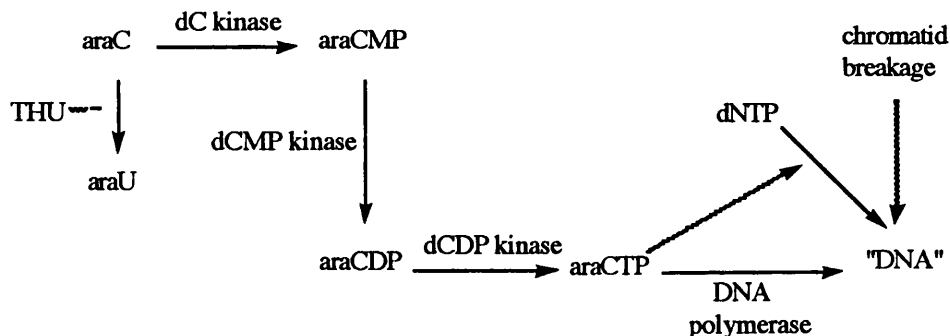 dC kinase
araC
araCMP
chromatid
breakage
THU
dNTP
dCMP kinase
araU
dCDP kinase
araCDP
araCTP
"DNA"
DNA
polymerase